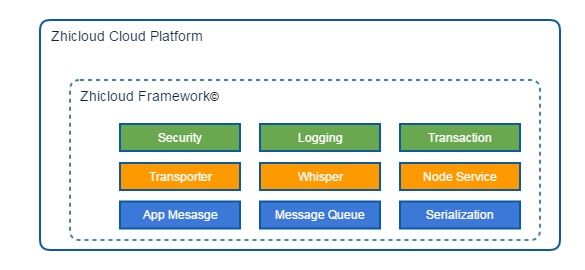 Zhicloud Cloud Platform
Zhicloud Framework©
Security Logging Transaction
Transporter Whisper Node Service
App Mesasge Message Queue Serialization